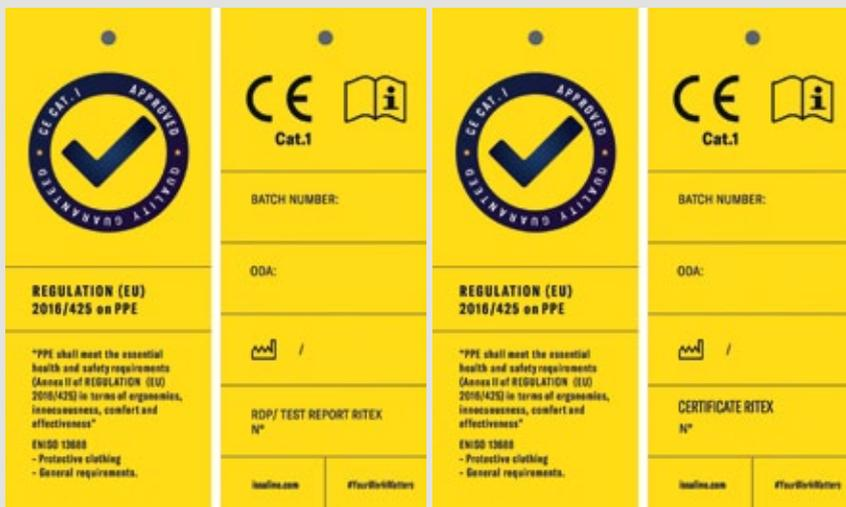 CE CAT. I APPROVED
QUALITY GUARANTEED
REGULATION (EU)
2016/425 on PPE
"PPE shall meet the essential
health and safety requirements
(Annex II of REGULATION (EU)
2016/425) in terms of ergonomics,
innocuousness, comfort and
effectiveness"
ENISO 13688
- Protective clothing
- General requirements.
CE
i
Cat.1
BATCH NUMBER:
ODA:
/
RDP/ TEST REPORT RITEX
N°
issaline.com
#YourWorkMatters
CE CAT. I APPROVED
QUALITY GUARANTEED
REGULATION (EU)
2016/425 on PPE
"PPE shall meet the essential
health and safety requirements
(Annex II of REGULATION (EU)
2016/425) in terms of ergonomics,
innocuousness, comfort and
effectiveness"
ENISO 13688
- Protective clothing
- General requirements.
CE
i
Cat.1
BATCH NUMBER:
ODA:
/
CERTIFICATE RITEX
N°
issaline.com
#YourWorkMatters